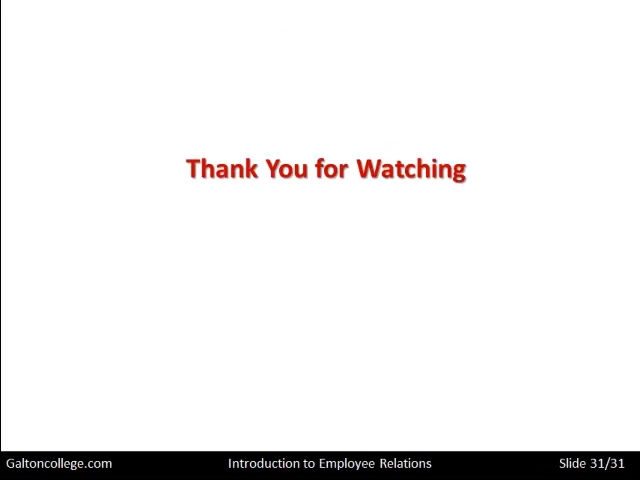 Thank You for Watching
Galtoncollege.com
Introduction to Employee Relations
Slide 31/31